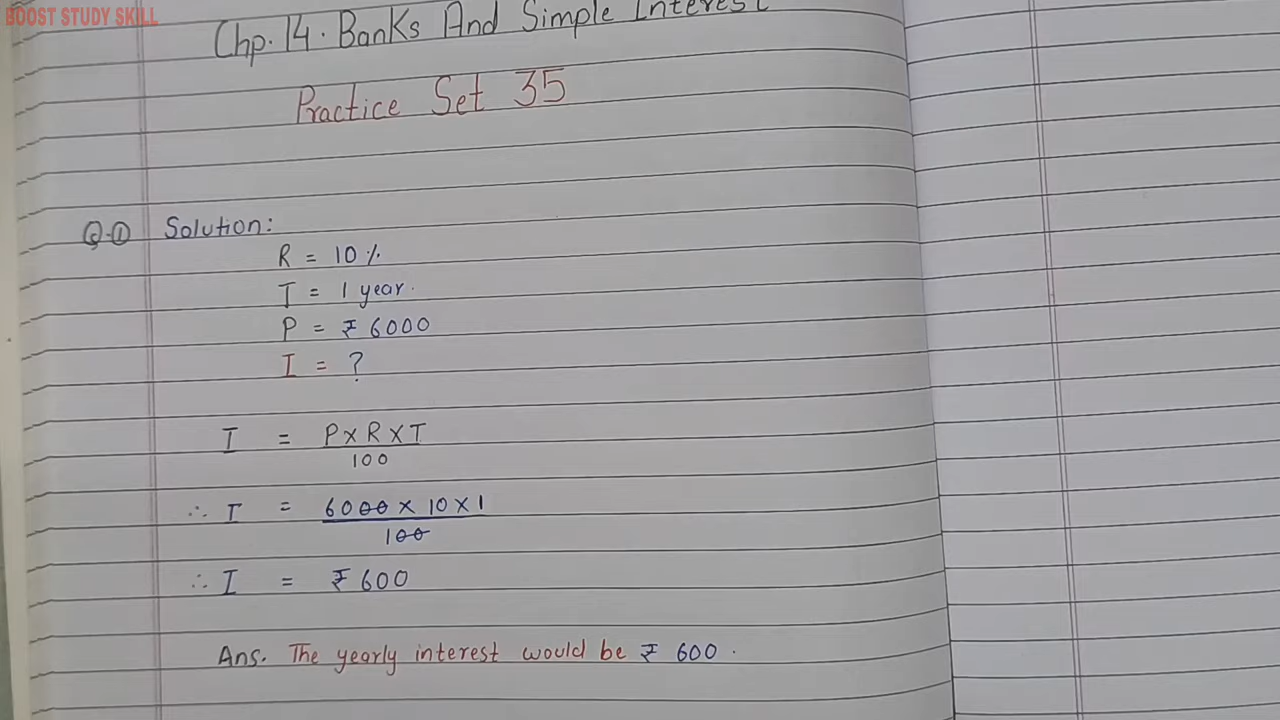 BOOST STUDY SKILL
Chp. 14. Banks And Simple Interest
Practice Set 35
Q.① Solution:
R = 10 %
T = 1 year.
P = ₹ 6000
I = ?
I = P × R × T
100
∴ I = 6000 × 10 × 1
100
∴ I = ₹ 600
Ans. The yearly interest would be ₹ 600 .